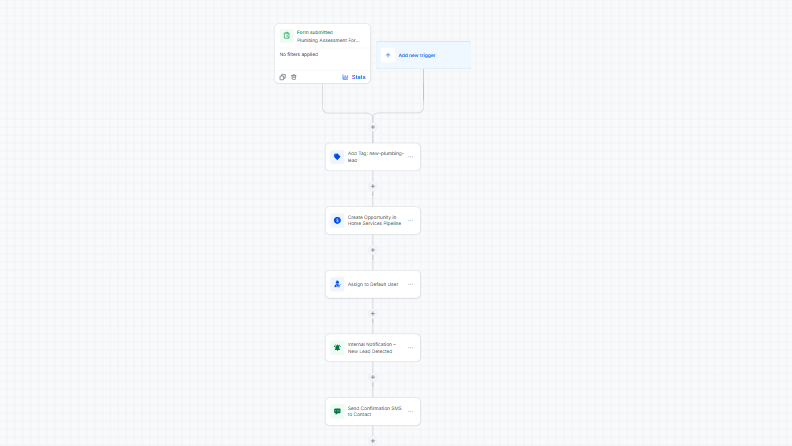 Form submitted
Plumbing Assessment For...
No filters applied
Stats
Add new trigger
Add Tag: new-plumbing-
lead
Create Opportunity in
Home Services Pipeline
Assign to Default User
Internal Notification –
New Lead Detected
Send Confirmation SMS
to Contact